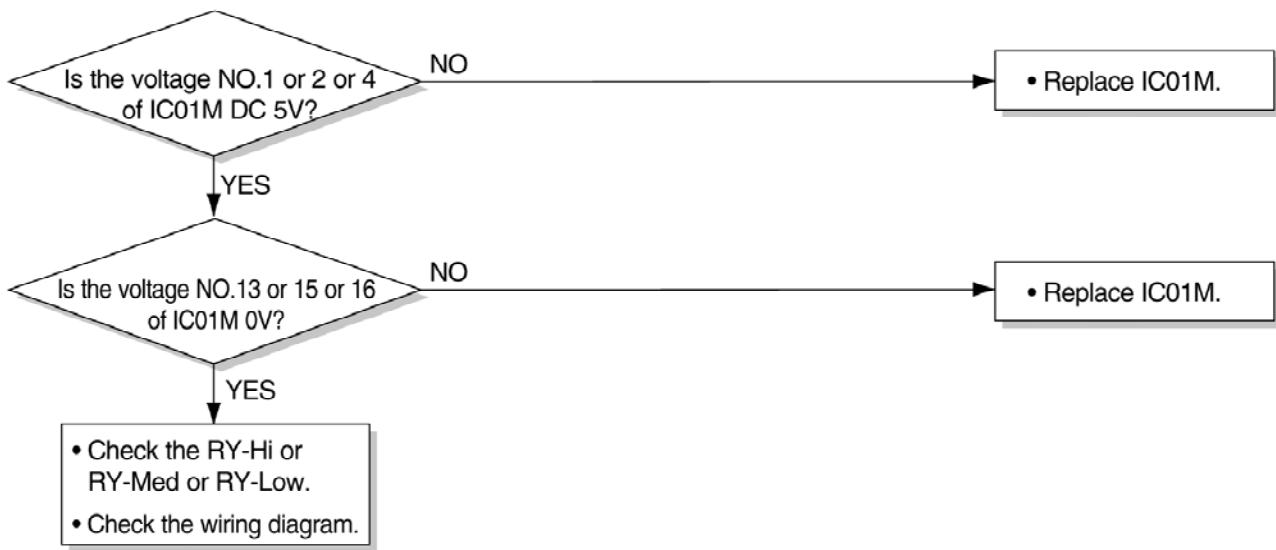 Is the voltage NO.1 or 2 or 4
of IC01M DC 5V?
NO
• Replace IC01M.
YES
Is the voltage NO.13 or 15 or 16
of IC01M 0V?
NO
• Replace IC01M.
YES
• Check the RY-Hi or
RY-Med or RY-Low.
• Check the wiring diagram.